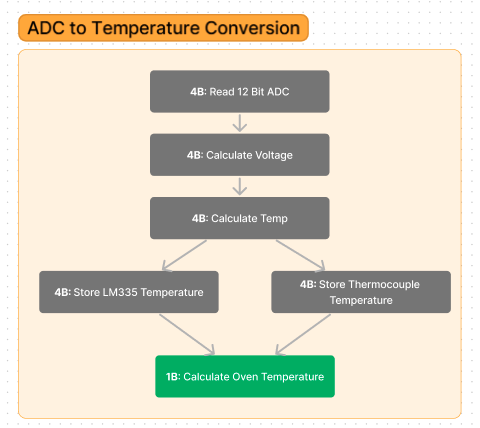 ADC to Temperature Conversion
4B: Read 12 Bit ADC
4B: Calculate Voltage
4B: Calculate Temp
4B: Store LM335 Temperature
4B: Store Thermocouple
Temperature
1B: Calculate Oven Temperature